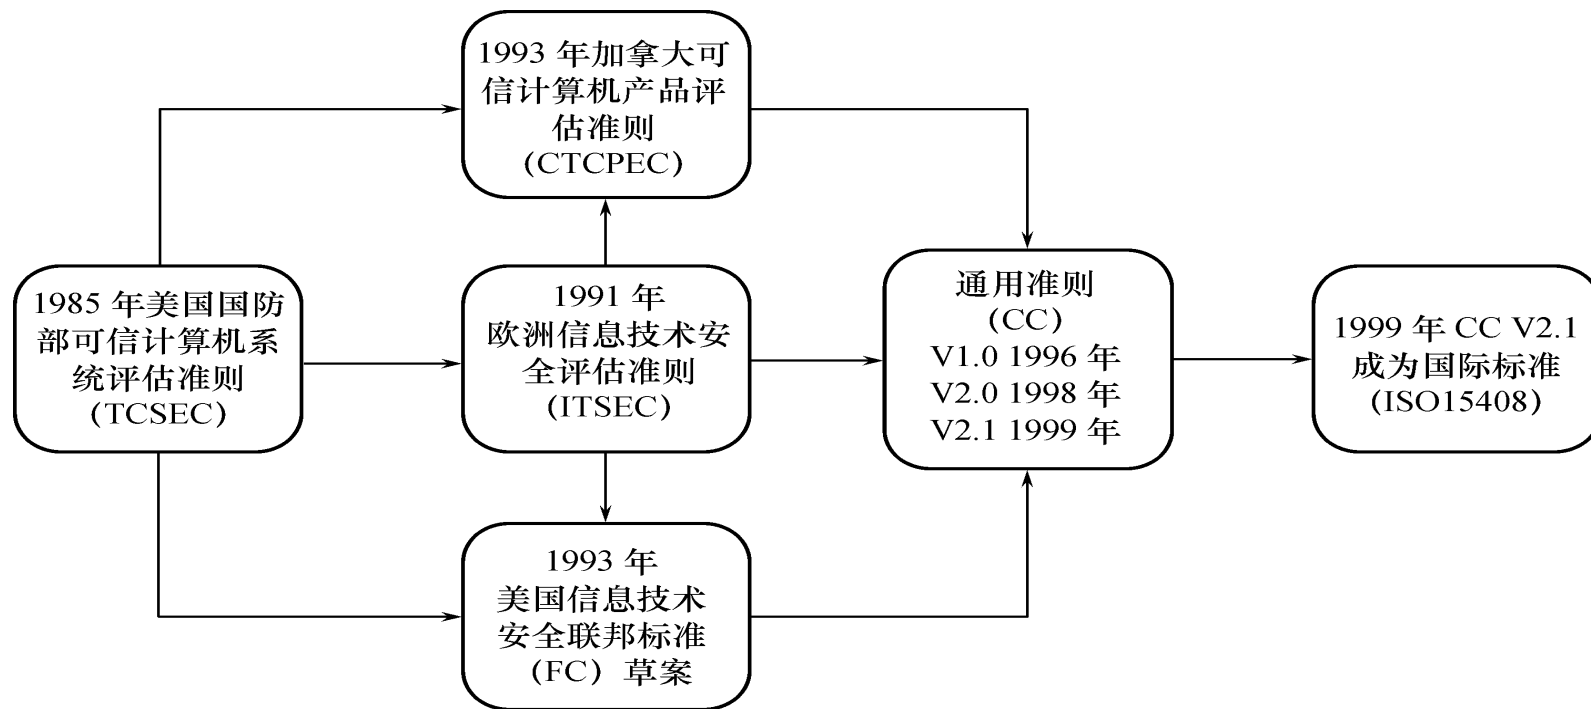 1993 年加拿大可
信计算机产品评
估准则
(CTCPEC)
1985 年美国国防
部可信计算机系
统评估准则
(TCSEC)
1991 年
欧洲信息技术安
全评估准则
(ITSEC)
1993 年
美国信息技术
安全联邦标准
(FC) 草案
通用准则
(CC)
V1.0 1996 年
V2.0 1998 年
V2.1 1999 年
1999 年 CC V2.1
成为国际标准
(ISO15408)